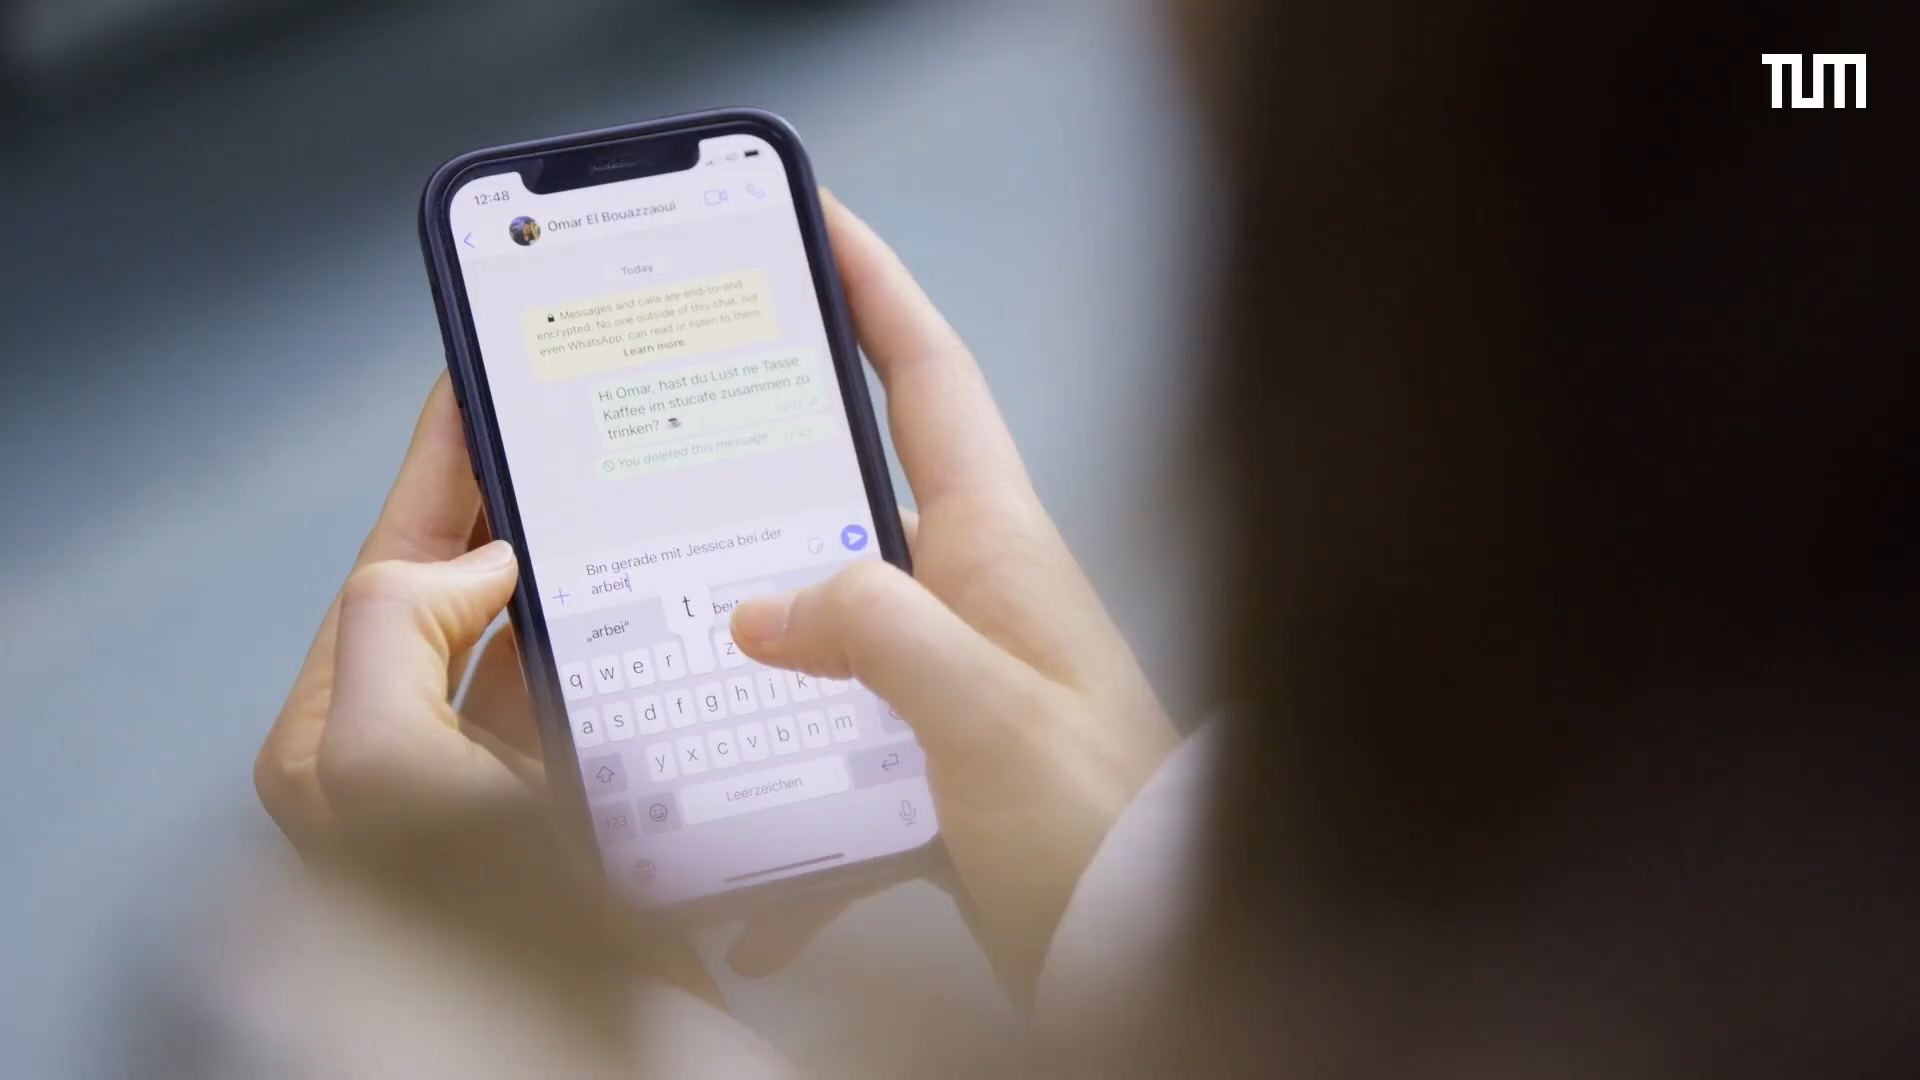 TUM
12:48
4G
Omar El Bouazzaoui
Today
Messages and calls are end-to-end
encrypted. No one outside of this chat, not
even WhatsApp, can read or listen to them.
Learn more.
Hi Omar, hast du Lust ne Tasse
Kaffee im stucafe zusammen zu
trinken? ☕
You deleted this message
Bin gerade mit Jessica bei der
arbeit
„arbei“ t
q w e r z
a s d f g h j k
y x c v b n m
123 Leerzeichen